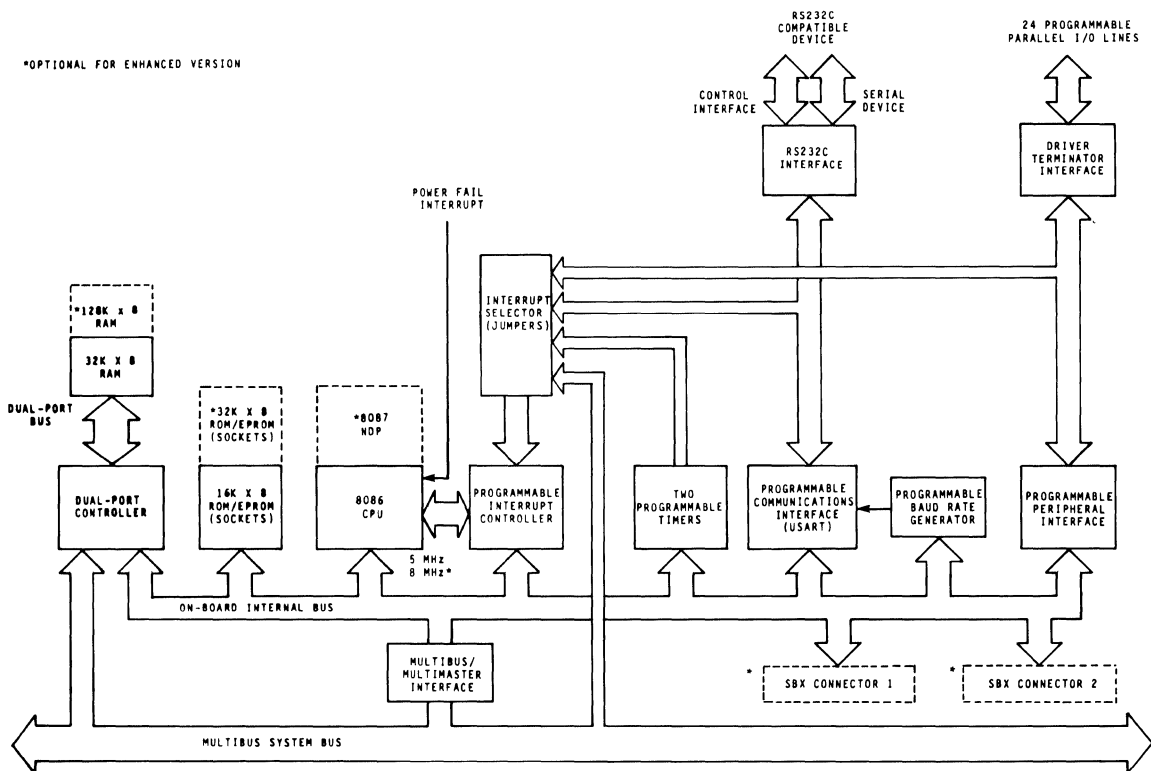 RS232C
COMPATIBLE
DEVICE
24 PROGRAMMABLE
PARALLEL I/O LINES
*OPTIONAL FOR ENHANCED VERSION
CONTROL
INTERFACE
SERIAL
DEVICE
RS232C
INTERFACE
DRIVER
TERMINATOR
INTERFACE
POWER FAIL
INTERRUPT
INTERRUPT
SELECTOR
(JUMPERS)
*128K X 8
RAM
32K X 8
RAM
DUAL-PORT
BUS
*32K X 8
ROM/EPROM
(SOCKETS)
*8087
NDP
DUAL-PORT
CONTROLLER
16K X 8
ROM/EPROM
(SOCKETS)
8086
CPU
PROGRAMMABLE
INTERRUPT
CONTROLLER
TWO
PROGRAMMABLE
TIMERS
PROGRAMMABLE
COMMUNICATIONS
INTERFACE
(USART)
PROGRAMMABLE
BAUD RATE
GENERATOR
PROGRAMMABLE
PERIPHERAL
INTERFACE
5 MHz
8 MHz*
ON-BOARD INTERNAL BUS
MULTIBUS/
MULTIMASTER
INTERFACE
* SBX CONNECTOR 1
* SBX CONNECTOR 2
MULTIBUS SYSTEM BUS